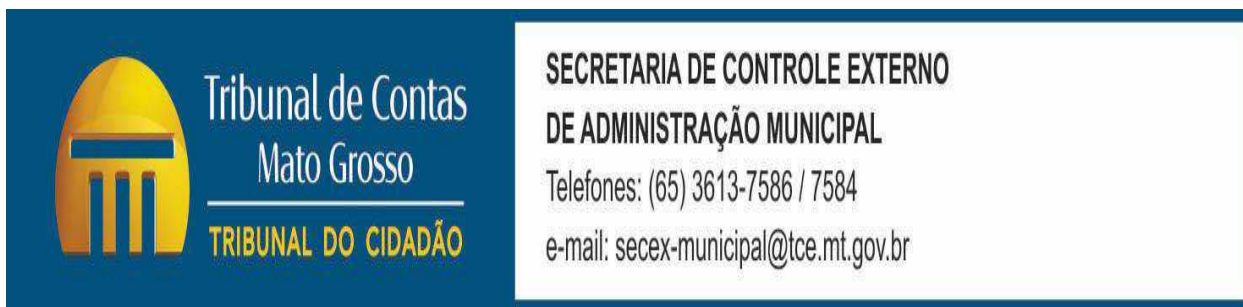 Tribunal de Contas
Mato Grosso
TRIBUNAL DO CIDADÃO
SECRETARIA DE CONTROLE EXTERNO
DE ADMINISTRAÇÃO MUNICIPAL
Telefones: (65) 3613-7586 / 7584
e-mail: secex-municipal@tce.mt.gov.br